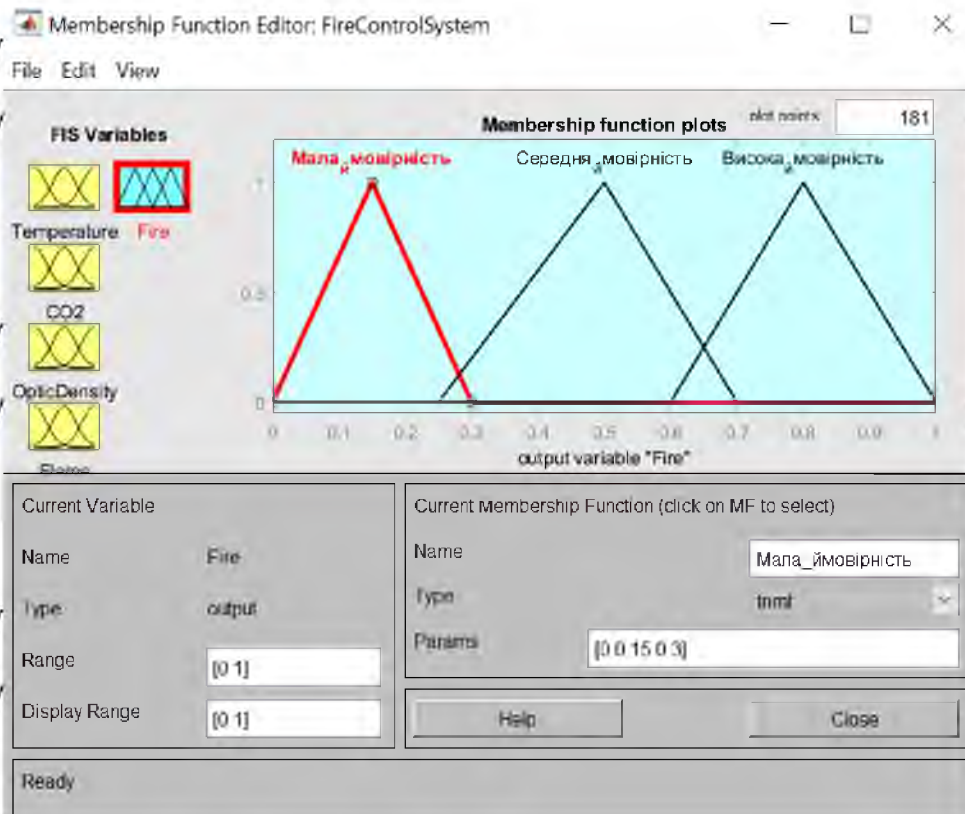 Membership Function Editor: FireControlSystem
File Edit View
FIS Variables
Membership function plots
plot points:
181
Мала_ймовірність
Середня_ймовірність
Висока_ймовірність
1
0.5
0
Temperature
Fire
CO2
OpticDensity
Flame
0 0.1 0.2 0.3 0.4 0.5 0.6 0.7 0.8 0.9 1
output variable "Fire"
Current Variable
Name Fire
Type output
Range [0 1]
Display Range [0 1]
Current Membership Function (click on MF to select)
Name Мала_ймовірність
Type trimf
Params [0 0.15 0.3]
Help Close
Ready